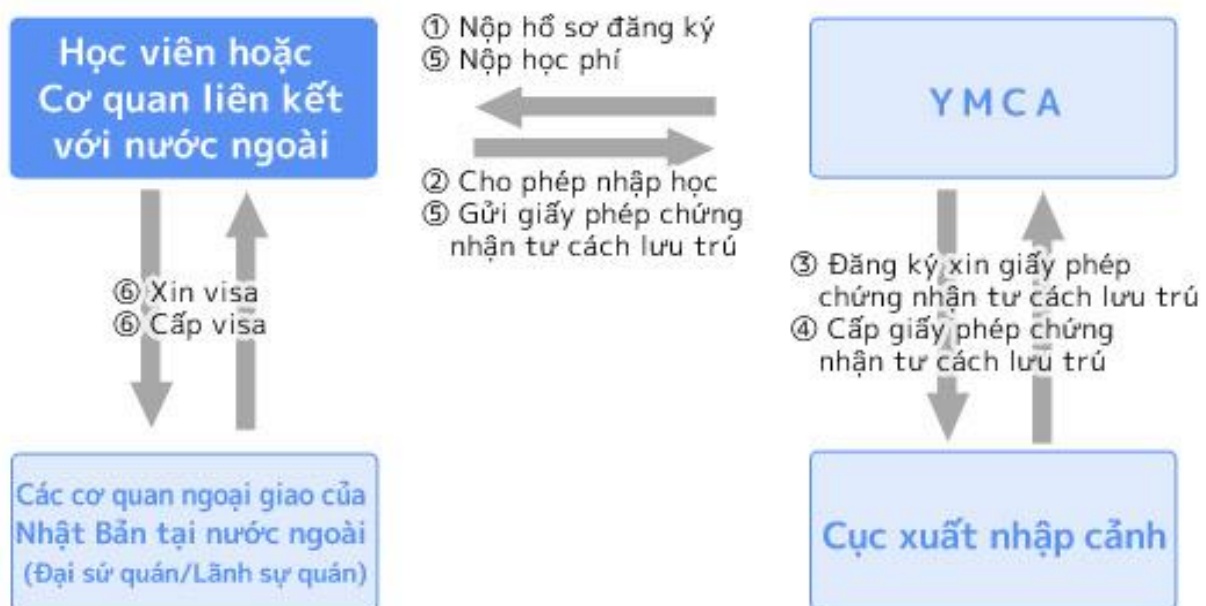 Học viên hoặc
Cơ quan liên kết
với nước ngoài
① Nộp hồ sơ đăng ký
⑤ Nộp học phí
YMCA
② Cho phép nhập học
⑤ Gửi giấy phép chứng
nhận tư cách lưu trú
⑥ Xin visa
⑥ Cấp visa
③ Đăng ký xin giấy phép
chứng nhận tư cách lưu trú
④ Cấp giấy phép chứng
nhận tư cách lưu trú
Các cơ quan ngoại giao của
Nhật Bản tại nước ngoài
(Đại sứ quán/Lãnh sự quán)
Cục xuất nhập cảnh